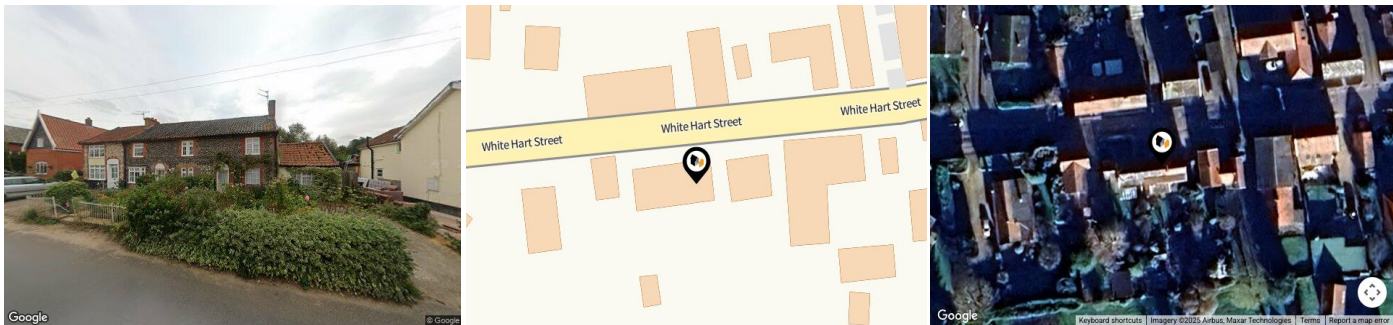 Google
© Google
White Hart Street
White Hart Street
White Hart Street
Google
Keyboard shortcuts
Imagery ©2025 Airbus, Maxar Technologies
Terms
Report a map error